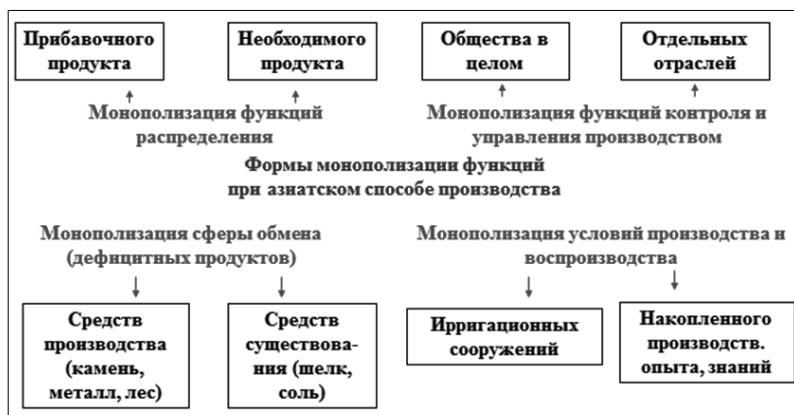 Прибавочного
продукта
Необходимого
продукта
Общества в
целом
Отдельных
отраслей
Монополизация функций
распределения
Монополизация функций контроля и
управления производством
Формы монополизации функций
при азиатском способе производства
Монополизация сферы обмена
(дефицитных продуктов)
Монополизация условий производства и
воспроизводства
Средств
производства
(камень,
металл, лес)
Средств
существова-
ния (шелк,
соль)
Ирригационных
сооружений
Накопленного
производств.
опыта, знаний